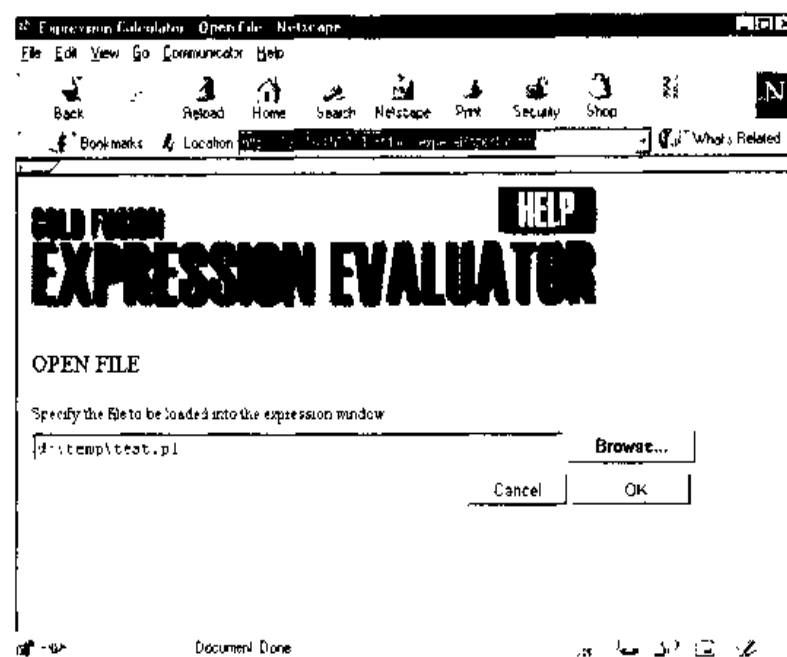 Expression Calculator Open File Netscape
File Edit View Go Communicator Help
Back Reload Home Search Netscape Print Security Shop
N
Bookmarks Location What's Related
HELP
COLD FUSION
EXPRESSION EVALUATOR
OPEN FILE
Specify the file to be loaded into the expression window
d:\temp\test.pl Browse...
Cancel OK
Document Done